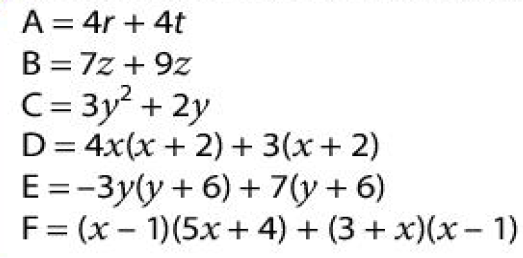 A = 4r + 4t
B = 7z + 9z
C = 3y² + 2y
D = 4x(x + 2) + 3(x + 2)
E = –3y(y + 6) + 7(y + 6)
F = (x – 1)(5x + 4) + (3 + x)(x – 1)